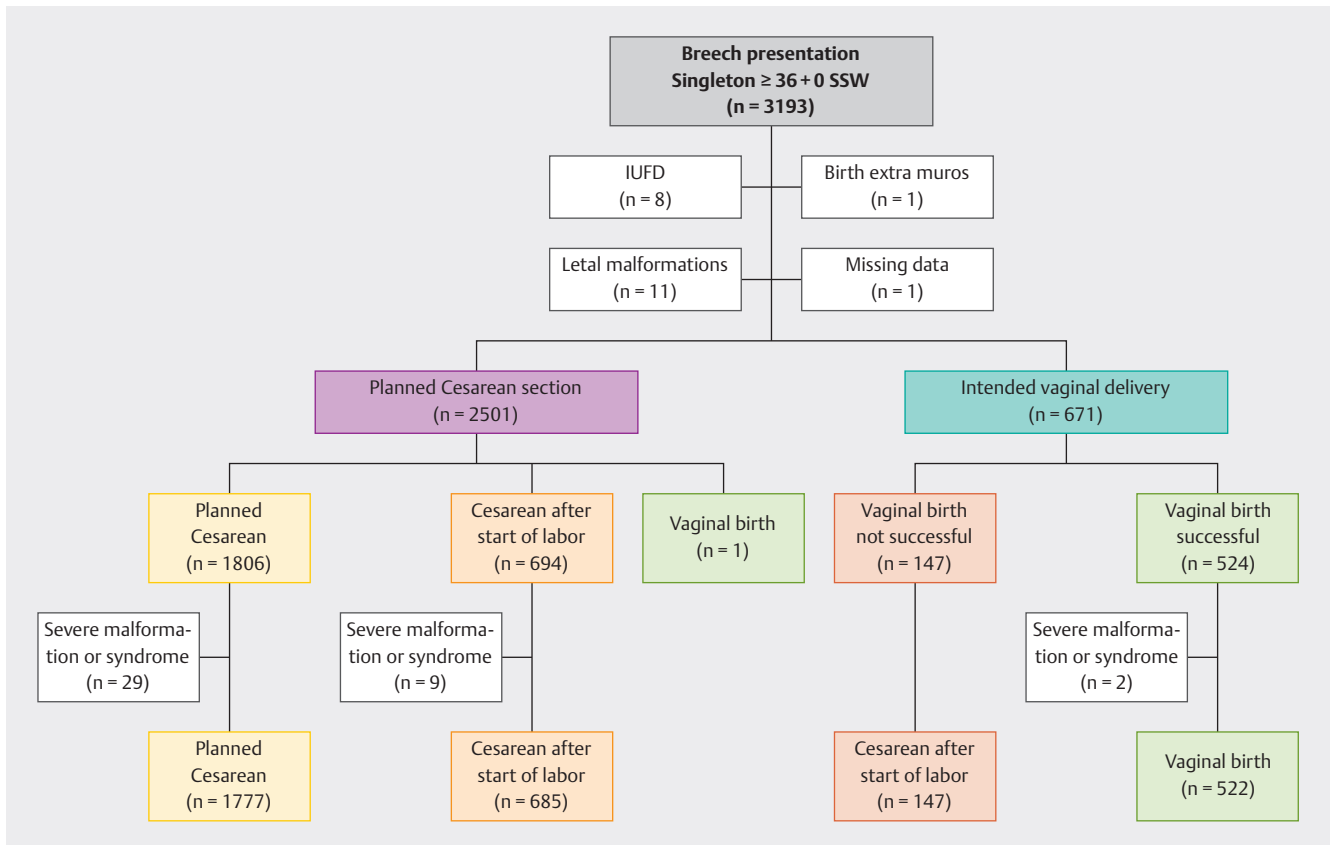 Breech presentation
Singleton ≥ 36 + 0 SSW
(n = 3193)
IUFD
(n = 8)
Birth extra muros
(n = 1)
Letal malformations
(n = 11)
Missing data
(n = 1)
Planned Cesarean section
(n = 2501)
Intended vaginal delivery
(n = 671)
Planned
Cesarean
(n = 1806)
Cesarean after
start of labor
(n = 694)
Vaginal birth
(n = 1)
Vaginal birth
not successful
(n = 147)
Vaginal birth
successful
(n = 524)
Severe malforma-
tion or syndrome
(n = 29)
Severe malforma-
tion or syndrome
(n = 9)
Severe malforma-
tion or syndrome
(n = 2)
Planned
Cesarean
(n = 1777)
Cesarean after
start of labor
(n = 685)
Cesarean after
start of labor
(n = 147)
Vaginal birth
(n = 522)